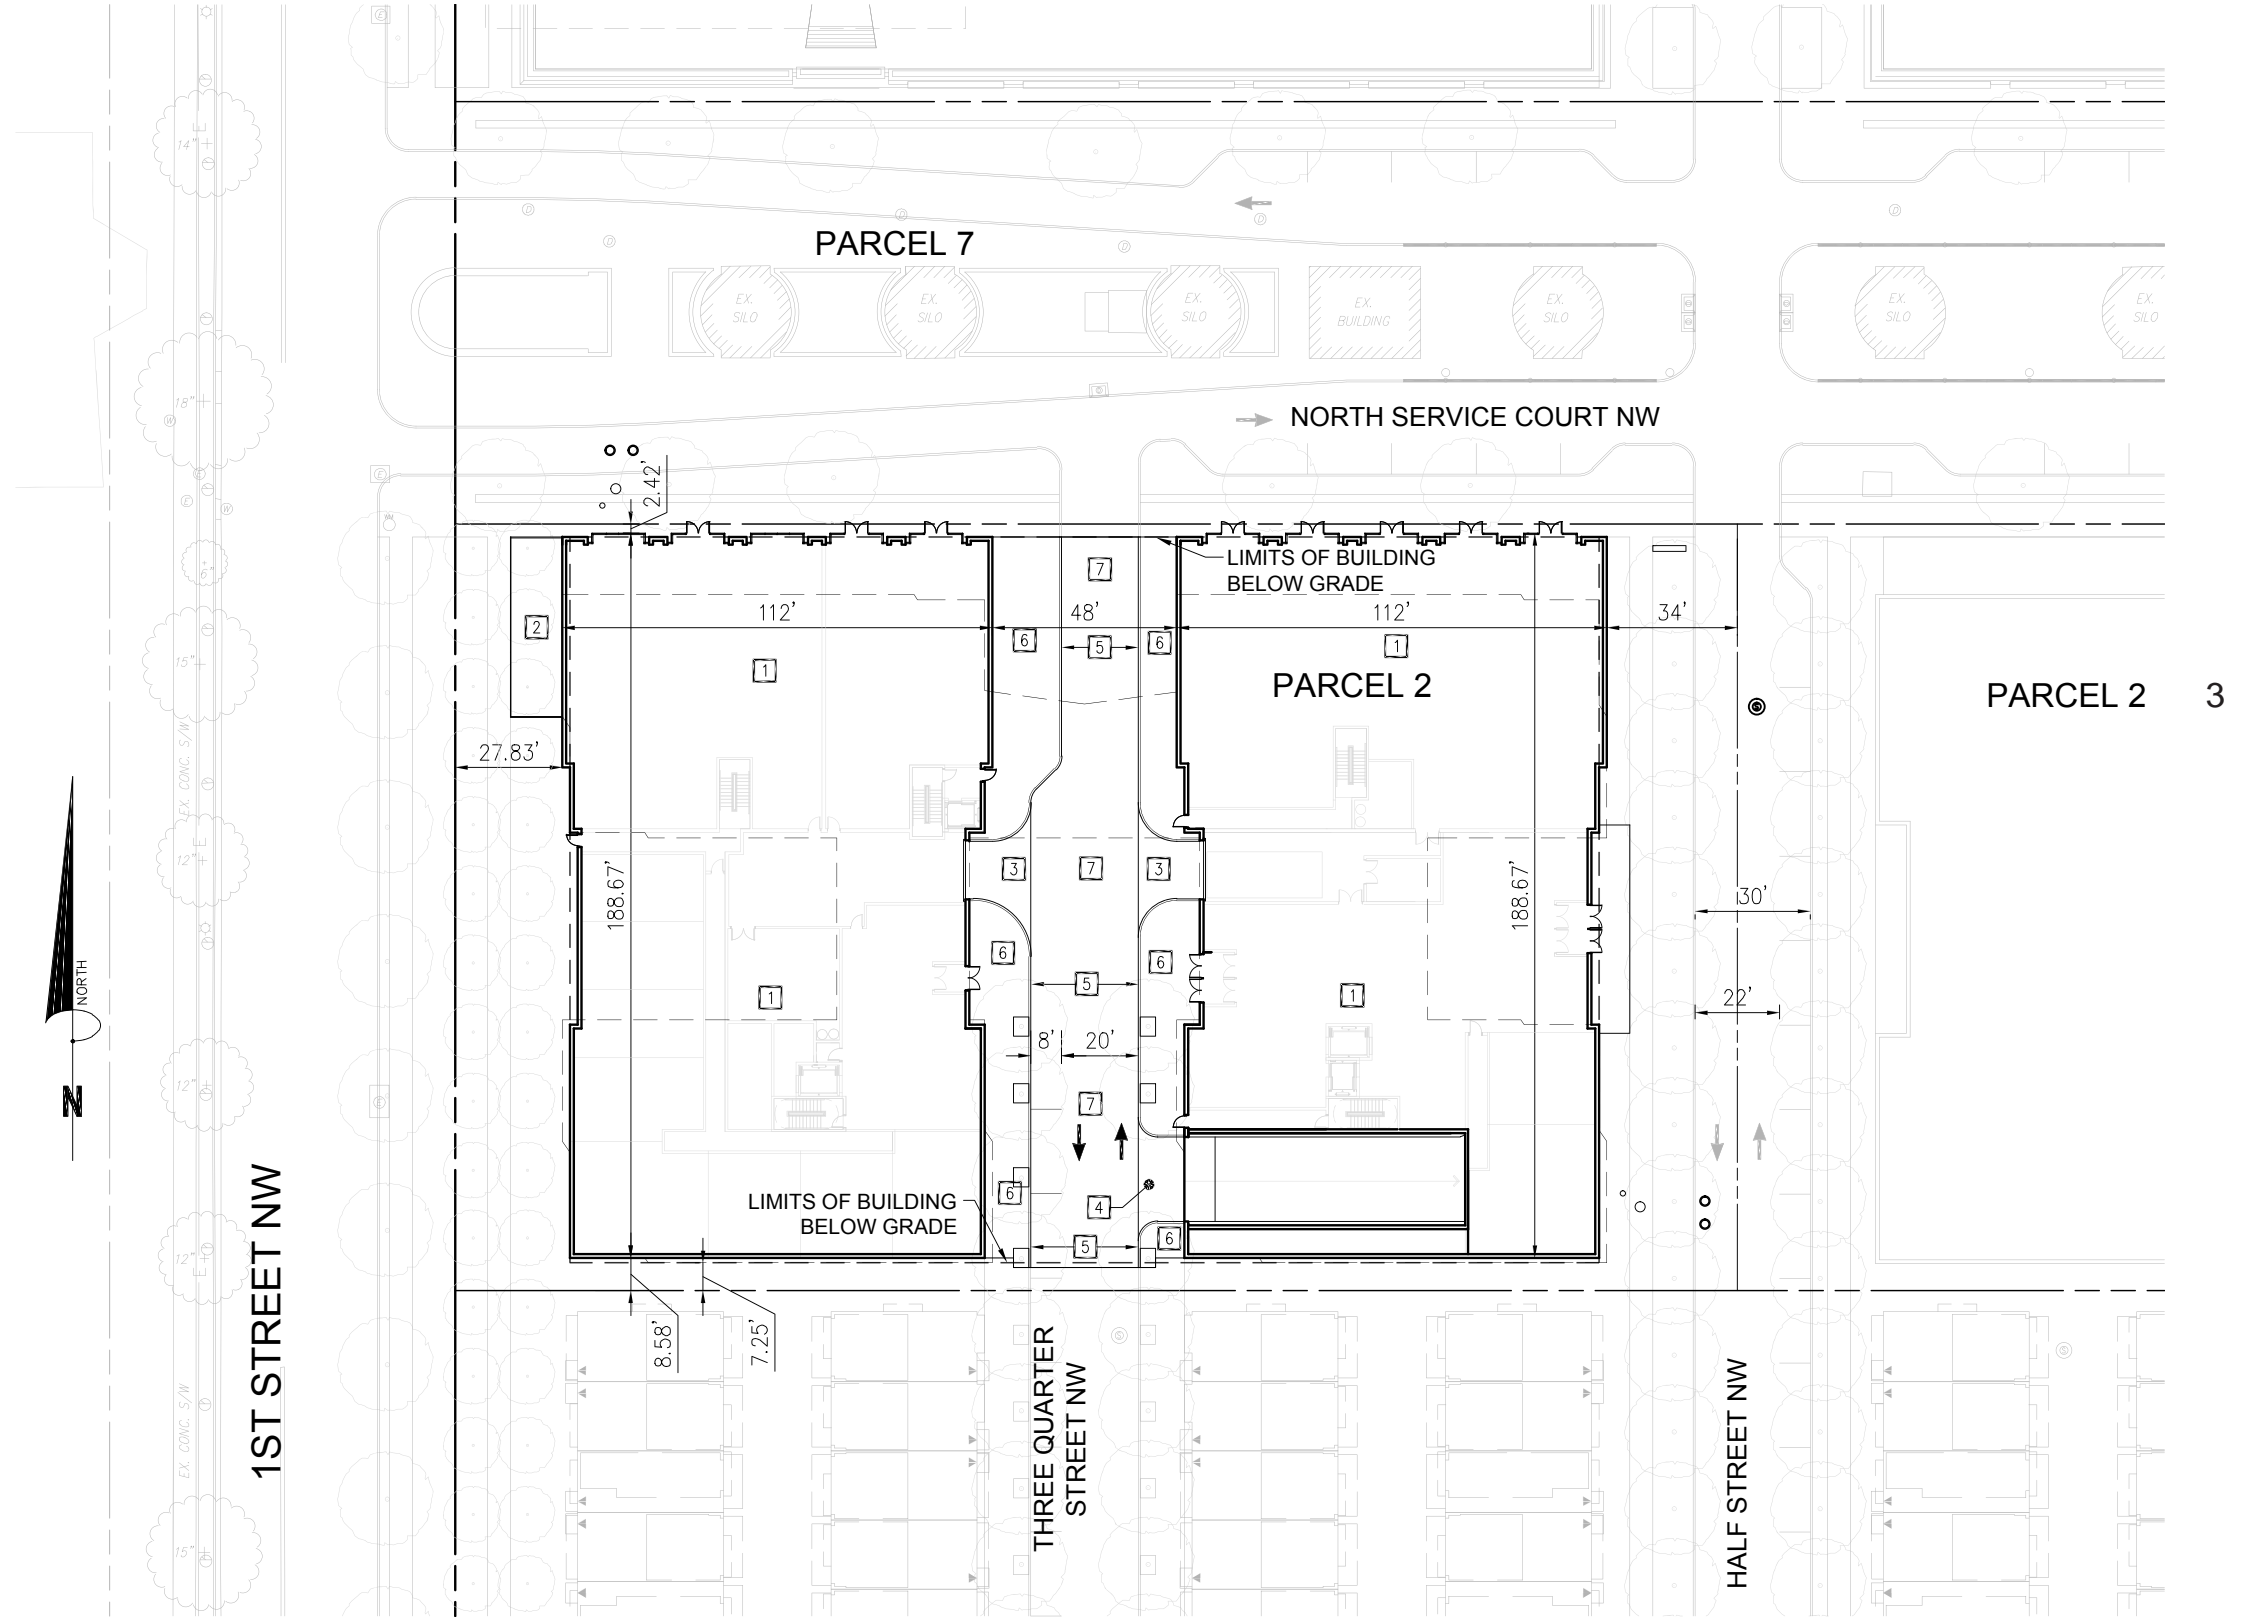 E
14"
E
D
D
D
D
D
PARCEL 7
EX.
SILO
EX.
SILO
EX.
SILO
EX.
BUILDING
EX.
SILO
EX.
SILO
EX.
SILO
18"
W
NORTH SERVICE COURT NW
E
E
E
W
2.42'
6"
LIMITS OF BUILDING
BELOW GRADE
7
2
112'
48'
112'
34'
6
5
6
1
1
15"
PARCEL 2
PARCEL 2 3
S
EX. CONC. S/W
27.83'
12"
E
3
7
3
188.67'
188.67'
30'
NORTH
6
6
5
1
1
22'
8'
20'
N
12"
E
7
LIMITS OF BUILDING
BELOW GRADE
6
4
6
5
12"
E
1ST STREET NW
8.58'
7.25'
THREE QUARTER
STREET NW
S
S
HALF STREET NW
EX. CONC. S/W
15"